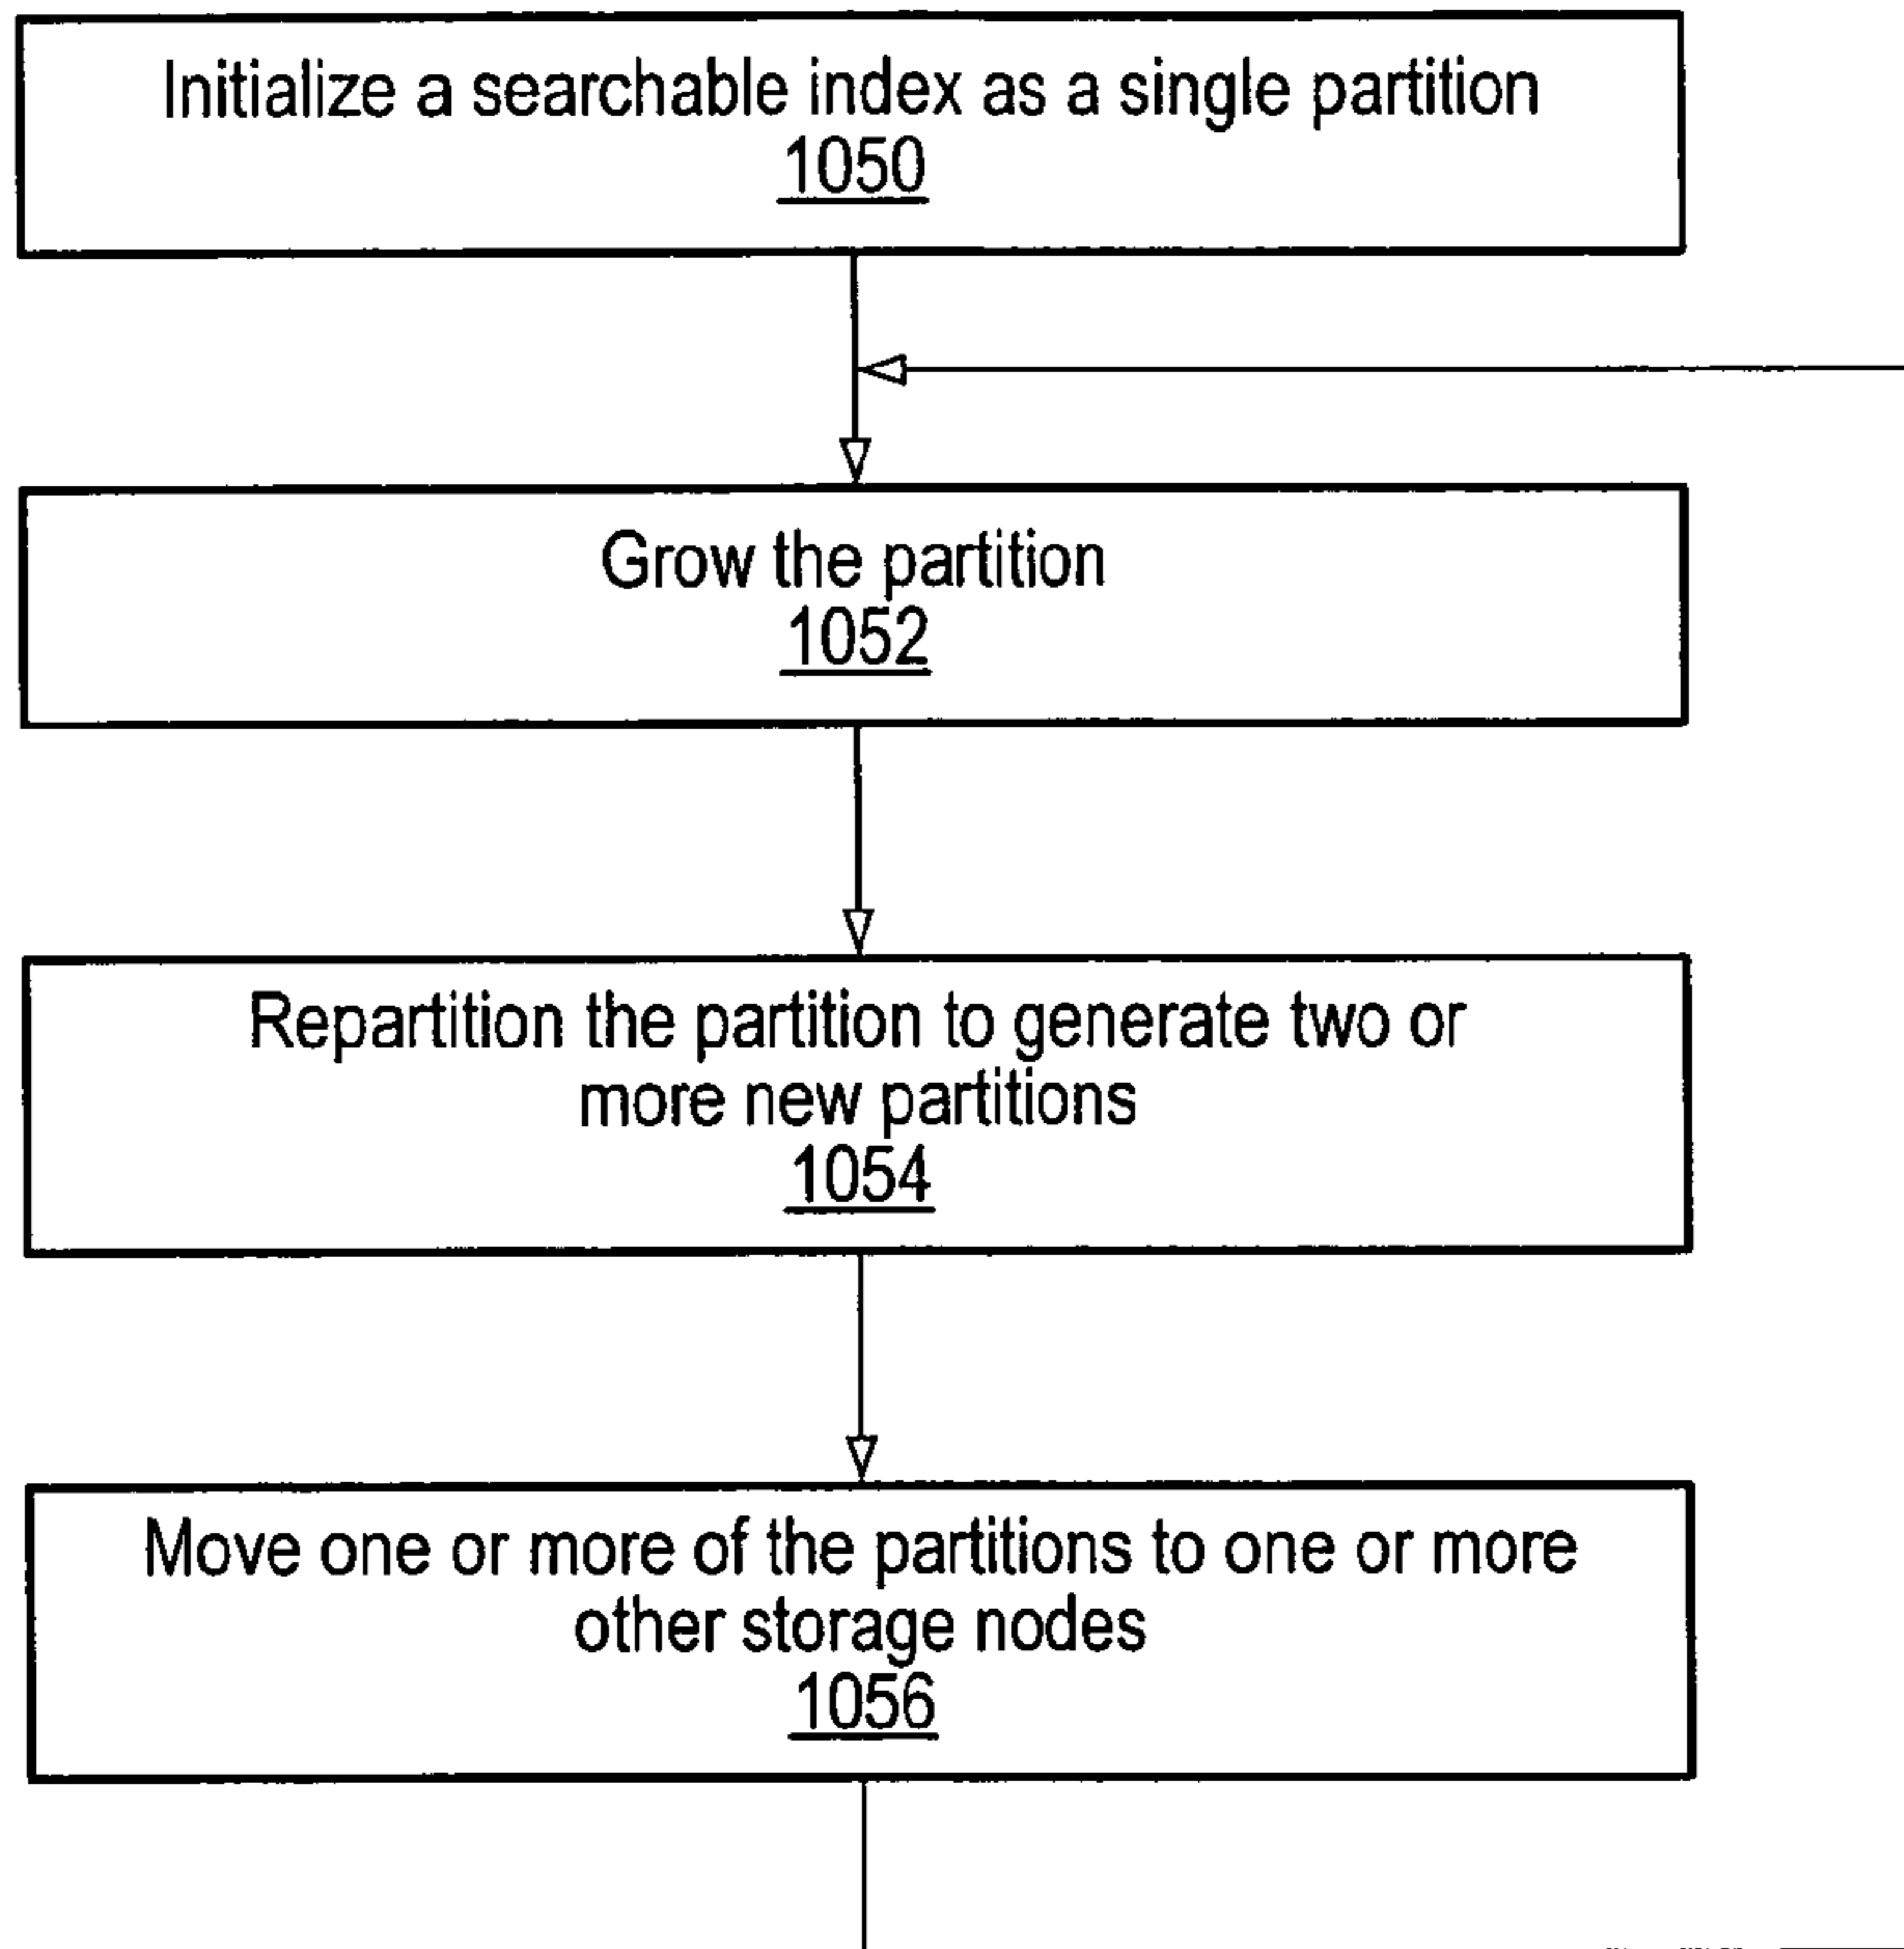 Initialize a searchable index as a single partition
1050
Grow the partition
1052
Repartition the partition to generate two or
more new partitions
1054
Move one or more of the partitions to one or more
other storage nodes
1056